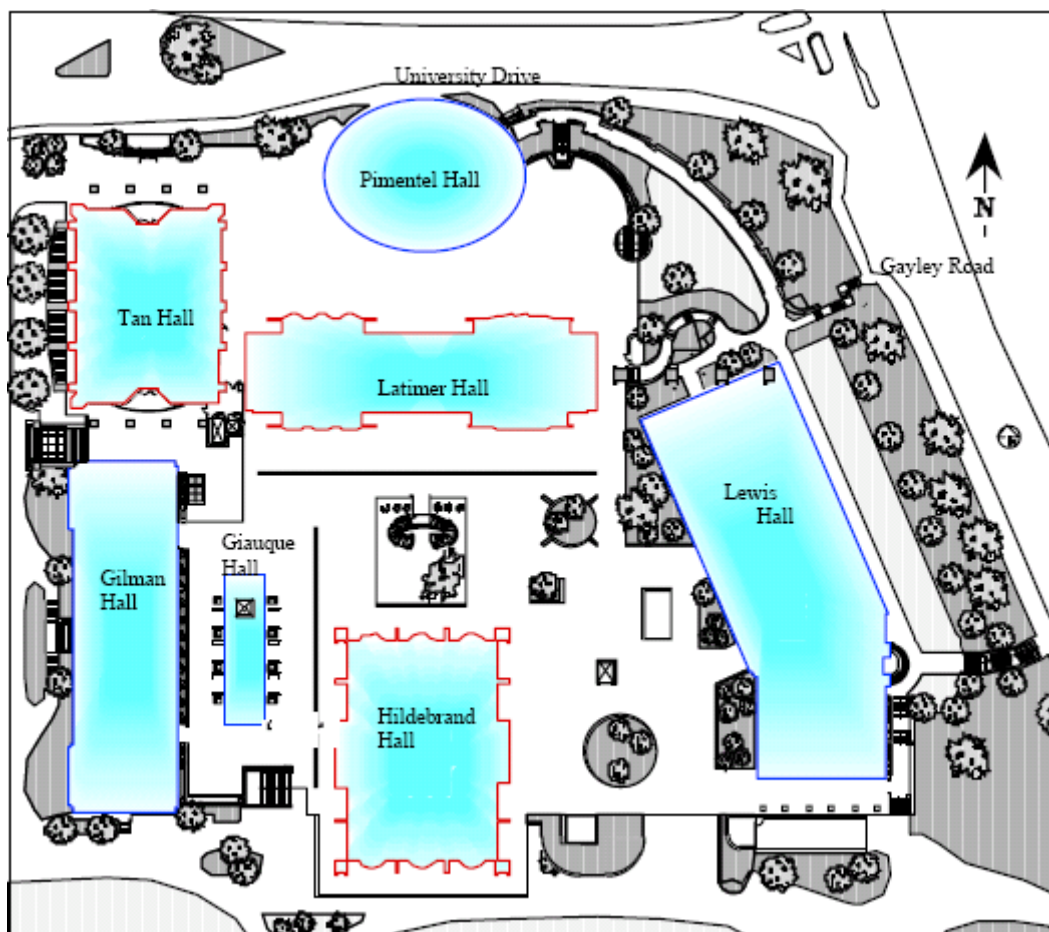 University Drive
Pimentel Hall
N
Gayley Road
Tan Hall
Latimer Hall
Lewis
Hall
Giauque
Hall
Gilman
Hall
Hildebrand
Hall